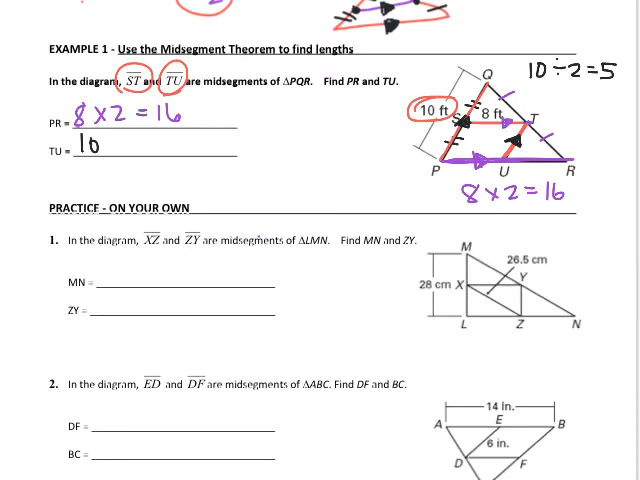 2
EXAMPLE 1 - Use the Midsegment Theorem to find lengths
10 ÷ 2 = 5
In the diagram, ST and TU are midsegments of ΔPQR. Find PR and TU.
PR = 8 × 2 = 16
TU = 10
Q
10 ft
S
8 ft
T
P
U
R
8 × 2 = 16
PRACTICE - ON YOUR OWN
1. In the diagram, XZ and ZY are midsegments of ΔLMN. Find MN and ZY.
MN =
ZY =
M
26.5 cm
Y
28 cm
X
L
Z
N
2. In the diagram, ED and DF are midsegments of ΔABC. Find DF and BC.
DF =
BC =
14 in.
A
E
B
6 in.
D
F